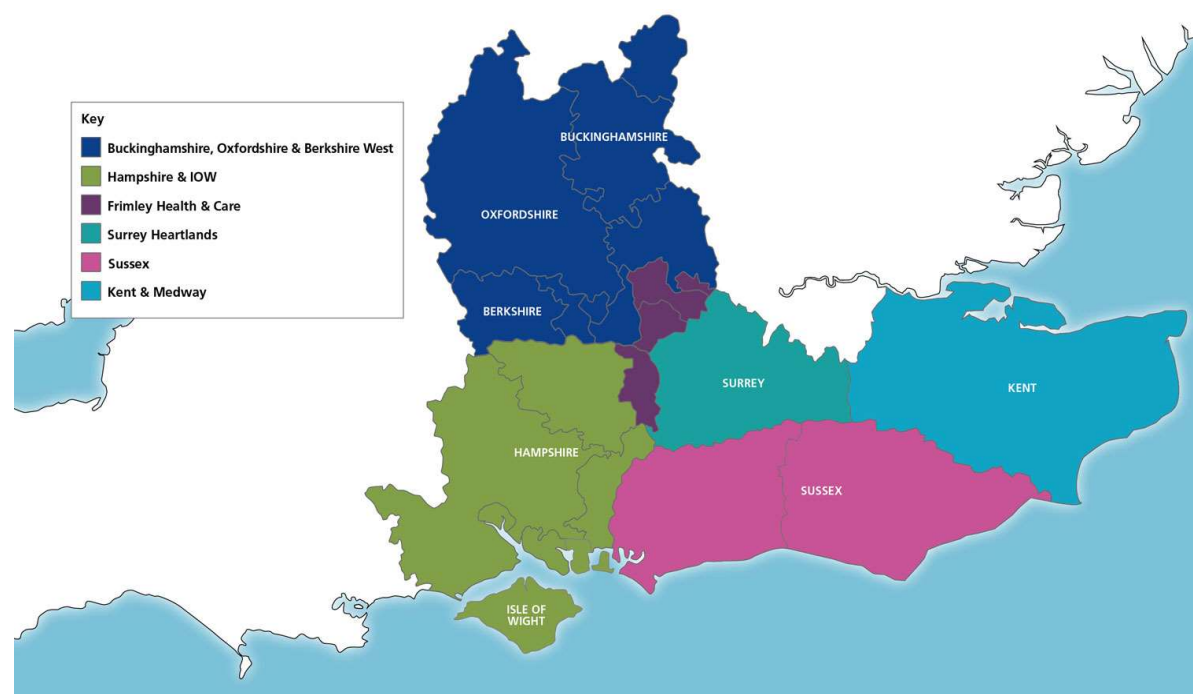 Key
Buckinghamshire, Oxfordshire & Berkshire West
Hampshire & IOW
Frimley Health & Care
Surrey Heartlands
Sussex
Kent & Medway
BUCKINGHAMSHIRE
OXFORDSHIRE
BERKSHIRE
SURREY
KENT
HAMPSHIRE
SUSSEX
ISLE OF
WIGHT